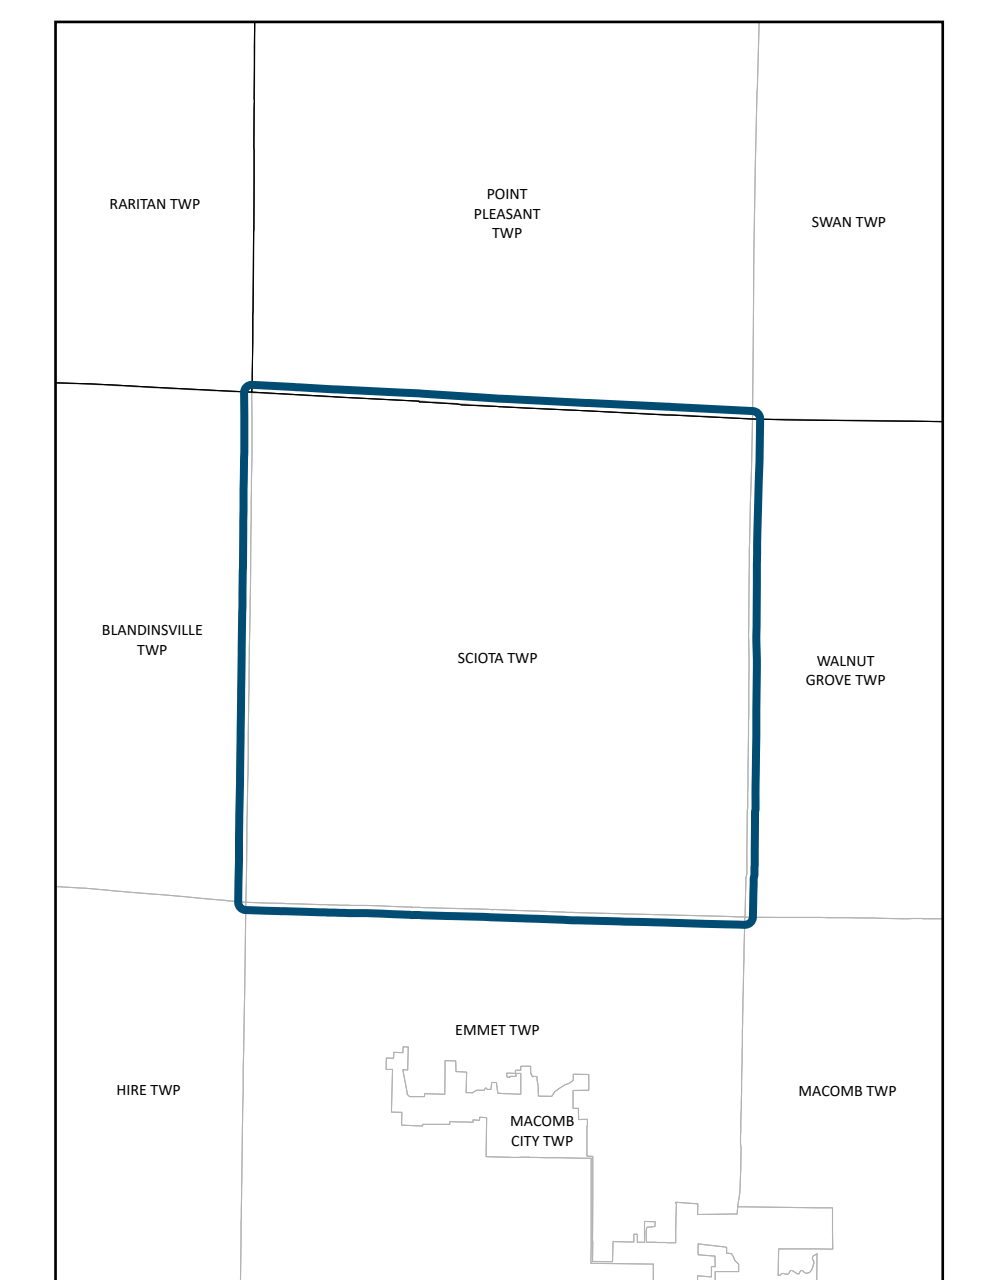 RARITAN TWP
POINT
PLEASANT
TWP
SWAN TWP
BLANDINSVILLE
TWP
SCIOTA TWP
WALNUT
GROVE TWP
EMMET TWP
HIRE TWP
MACOMB TWP
MACOMB
CITY TWP